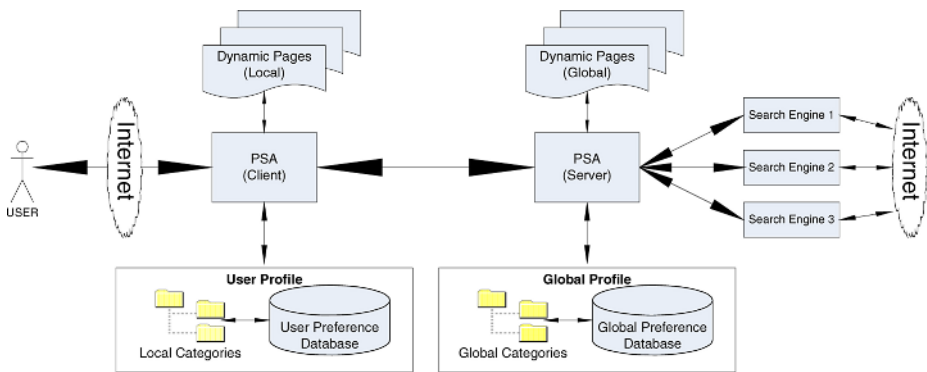 Dynamic Pages
(Local)
Dynamic Pages
(Global)
USER
Internet
PSA
(Client)
PSA
(Server)
Search Engine 1
Search Engine 2
Search Engine 3
Internet
User Profile
Local Categories
User Preference
Database
Global Profile
Global Categories
Global Preference
Database